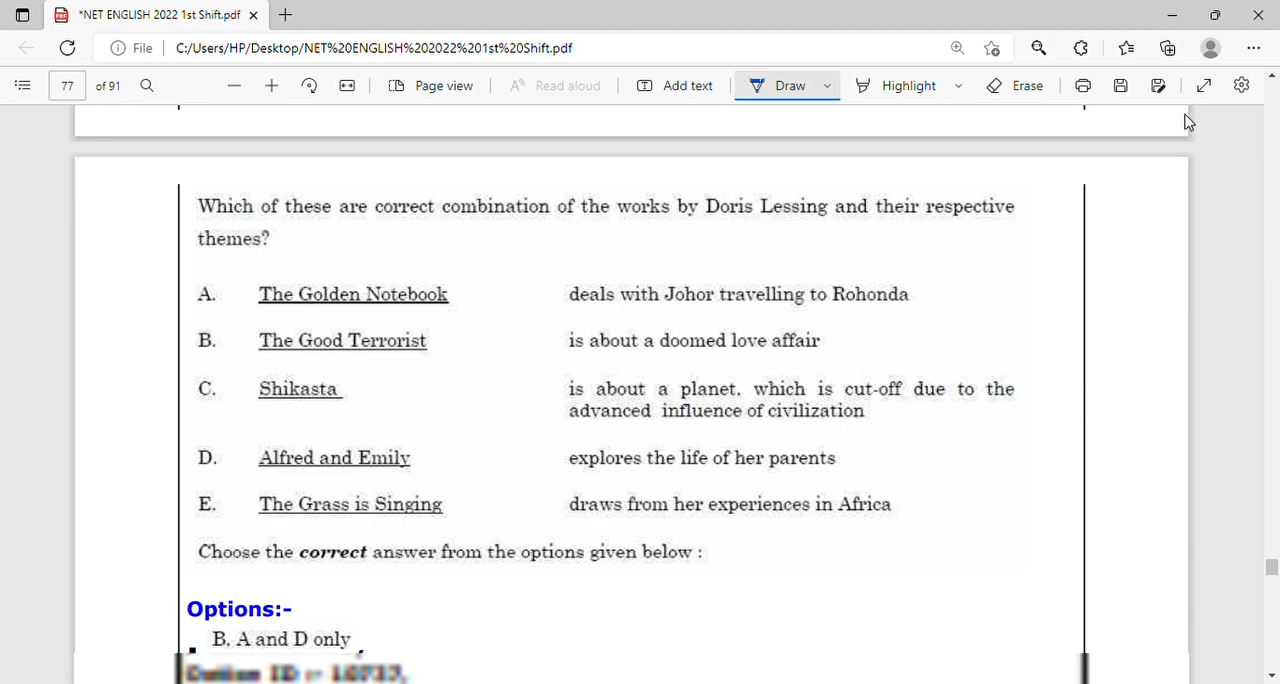 *NET ENGLISH 2022 1st Shift.pdf
File C:/Users/HP/Desktop/NET%20ENGLISH%202022%201st%20Shift.pdf
77 of 91 Page view Read aloud Add text Draw Highlight Erase
Which of these are correct combination of the works by Doris Lessing and their respective
themes?
A. The Golden Notebook deals with Johor travelling to Rohonda
B. The Good Terrorist is about a doomed love affair
C. Shikasta is about a planet, which is cut-off due to the
advanced influence of civilization
D. Alfred and Emily explores the life of her parents
E. The Grass is Singing draws from her experiences in Africa
Choose the correct answer from the options given below :
Options:-
B, A and D only